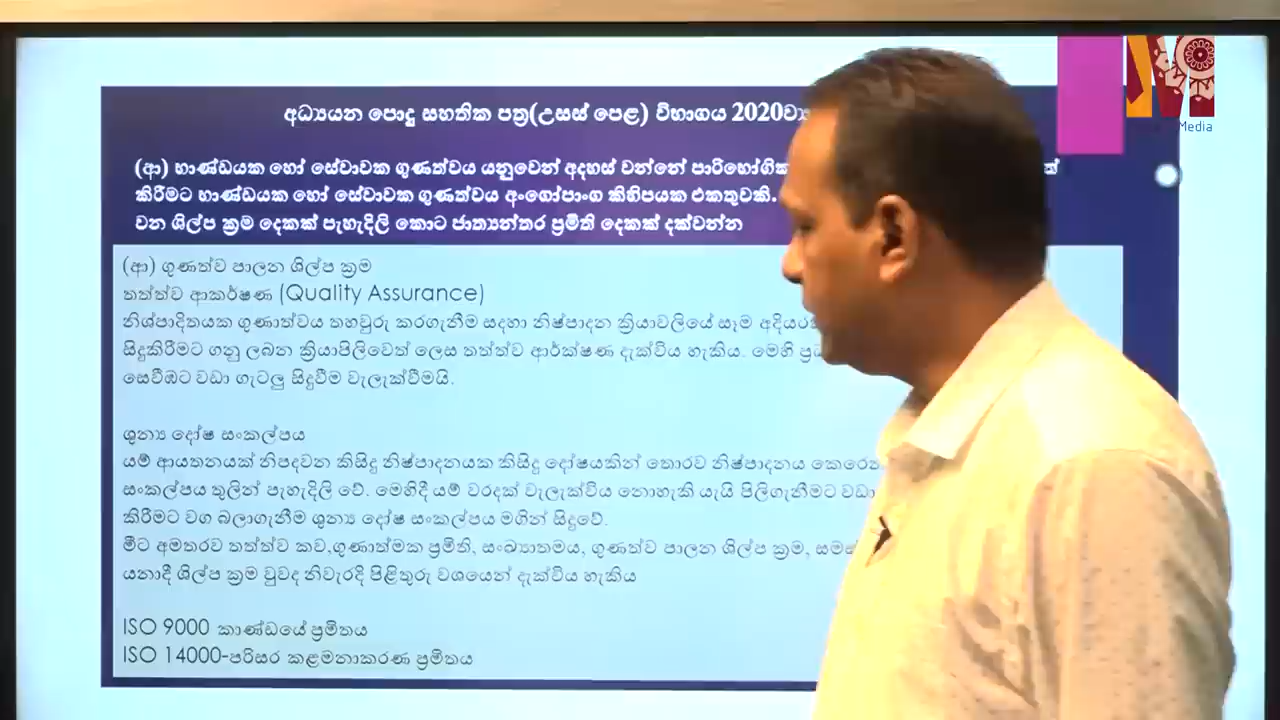 අධ්‍යයන පොදු සහතික පත්‍ර(උසස් පෙළ) විභාගය 2020ව්‍යා
Media
(ආ) භාණ්ඩයක හෝ සේවාවක ගුණත්වය යනුවෙන් අදහස් වන්නේ පාරිභෝගික
කිරීමට භාණ්ඩයක හෝ සේවාවක ගුණත්වය අංගෝපාංග කිහිපයක එකතුවකි.
වන ශිල්ප ක්‍රම දෙකක් පැහැදිලි කොට ජාත්‍යන්තර ප්‍රමිති දෙකක් දක්වන්න
(ආ) ගුණත්ව පාලන ශිල්ප ක්‍රම
තත්ත්ව ආකර්ෂණ (Quality Assurance)
නිශ්පාදිතයක ගුණාත්වය තහවුරු කරගැනීම සදහා නිෂ්පාදන ක්‍රියාවලියේ සෑම
සිදුකිරීමට ගනු ලබන ක්‍රියාපිලිවෙත් ලෙස තත්ත්ව ආර්ක්ෂණ දැක්විය හැකිය. මෙහි
සෙවීඹට වඩා ගැටලු සිදුවීම වැලැක්වීමයි.
ශුන්‍ය දෝෂ සංකල්පය
යම් ආයතනයක් නිපදවන කිසිදු නිෂ්පාදනයක කිසිදු දෝෂයකින් තොරව නිෂ්පාදනය
සංකල්පය තුලින් පැහැදිලි වේ. මෙහිදී යම් වරදක් වැලැක්විය නොහැකි යැයි පිලිගැනීමට වඩා
කිරීමට වග බලාගැනීම ශුන්‍ය දෝෂ සංකල්පය මගින් සිදුවේ.
මීට අමතරව තත්ත්ව කව,ගුණාත්මක ප්‍රමිති, සංඛ්‍යාතමය, ගුණත්ව පාලන ශිල්ප ක්‍රම,
යනාදී ශිල්ප ක්‍රම වුවද නිවැරදි පිළිතුරු වශයෙන් දැක්විය හැකිය
ISO 9000 කාණ්ඩයේ ප්‍රමිතය
ISO 14000-පරිසර කළමනාකරණ ප්‍රමිතය